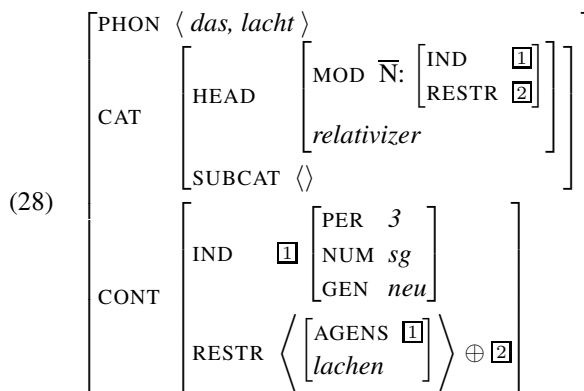 PHON ⟨ das, lacht ⟩
MOD N̅: IND 1
HEAD RESTR 2
CAT
relativizer
SUBCAT ⟨⟩
(28)
PER 3
IND 1 NUM sg
GEN neu
CONT
AGENS 1
RESTR ⟨ ⟩ ⊕ 2
lachen